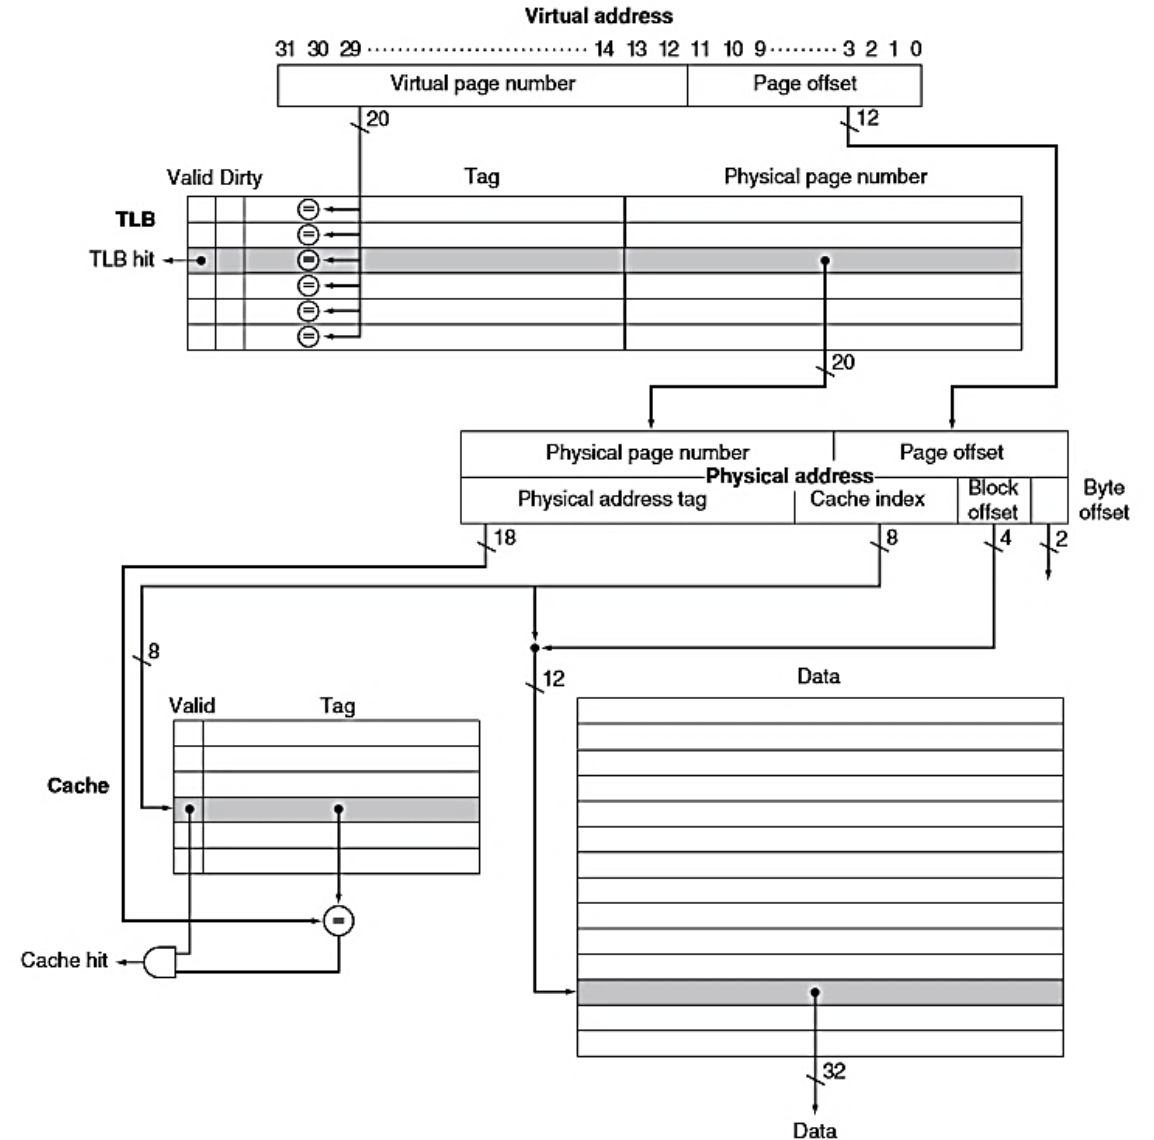 Virtual address
31 30 29 ······························ 14 13 12 11 10 9 ········· 3 2 1 0
Virtual page number Page offset
20 12
Valid Dirty Tag Physical page number
TLB
=
=
TLB hit =
=
=
=
20
Physical page number Page offset
Physical address
Physical address tag Cache index Block offset Byte offset
18 8 4 2
8
12
Data
Valid Tag
Cache
=
Cache hit
32
Data